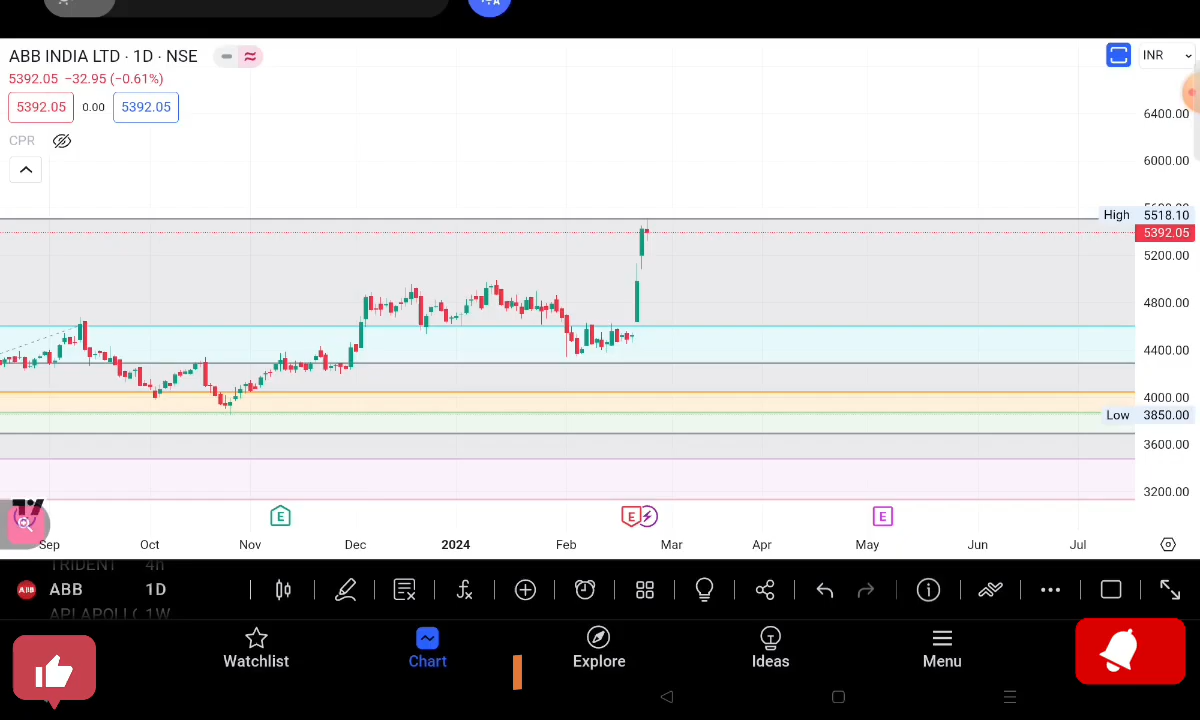 ABB INDIA LTD · 1D · NSE
INR
5392.05 −32.95 (−0.61%)
5392.05 0.00 5392.05
CPR
6400.00
6000.00
High 5518.10
5392.05
5200.00
4800.00
4400.00
4000.00
Low 3850.00
3600.00
3200.00
E E E
Sep Oct Nov Dec 2024 Feb Mar Apr May Jun Jul
TRIDENT 4h
ABB ABB 1D
APLAPOLLO 1W
Watchlist Chart Explore Ideas Menu